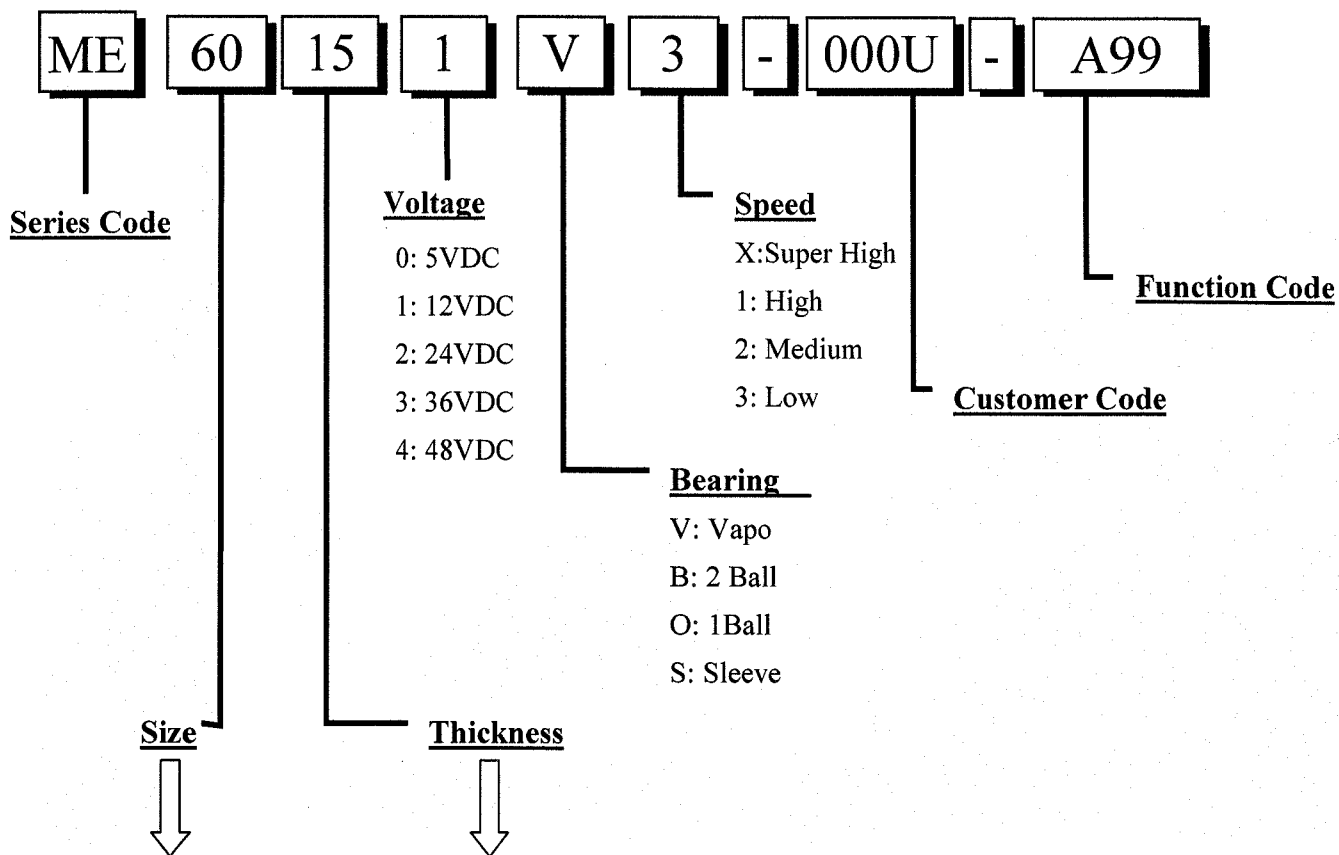 ME 60 15 1 V 3 - 000U - A99
Series Code
Voltage
0: 5VDC
1: 12VDC
2: 24VDC
3: 36VDC
4: 48VDC
Speed
X:Super High
1: High
2: Medium
3: Low
Function Code
Customer Code
Bearing
V: Vapo
B: 2 Ball
O: 1Ball
S: Sleeve
Size
Thickness